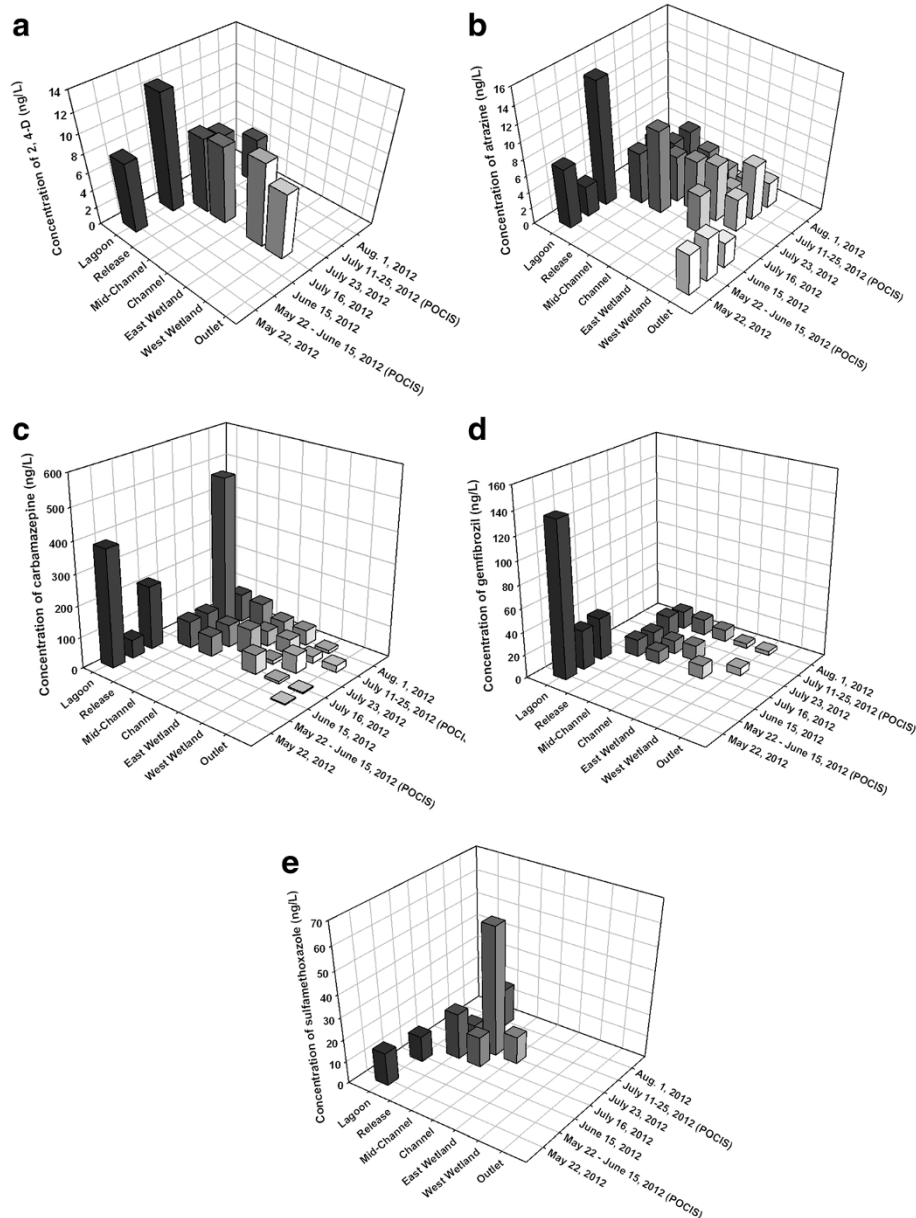 a
Concentration of 2, 4-D (ng/L)
14
12
10
8
6
4
2
0
Lagoon
Release
Mid-Channel
Channel
East Wetland
West Wetland
Outlet
Aug. 1, 2012
July 11-25, 2012 (POCIS)
July 23, 2012
July 16, 2012
June 15, 2012
May 22 - June 15, 2012 (POCIS)
May 22, 2012
b
Concentration of atrazine (ng/L)
16
14
12
10
8
6
4
2
0
Lagoon
Release
Mid-Channel
Channel
East Wetland
West Wetland
Outlet
Aug. 1, 2012
July 11-25, 2012 (POCIS)
July 23, 2012
July 16, 2012
June 15, 2012
May 22 - June 15, 2012 (POCIS)
May 22, 2012
c
Concentration of carbamazepine (ng/L)
600
500
400
300
200
100
0
Lagoon
Release
Mid-Channel
Channel
East Wetland
West Wetland
Outlet
Aug. 1, 2012
July 11-25, 2012 (POCI
July 23, 2012
July 16, 2012
June 15, 2012
May 22 - June 15, 2012 (POCIS)
May 22, 2012
d
Concentration of gemfibrozil (ng/L)
160
140
120
100
80
60
40
20
0
Lagoon
Release
Mid-Channel
Channel
East Wetland
West Wetland
Outlet
Aug. 1, 2012
July 11-25, 2012 (POCIS)
July 23, 2012
July 16, 2012
June 15, 2012
May 22 - June 15, 2012 (POCIS)
May 22, 2012
e
Concentration of sulfamethoxazole (ng/L)
70
60
50
40
30
20
10
0
Lagoon
Release
Mid-Channel
Channel
East Wetland
West Wetland
Outlet
Aug. 1, 2012
July 11-25, 2012 (POCIS)
July 23, 2012
July 16, 2012
June 15, 2012
May 22 - June 15, 2012 (POCIS)
May 22, 2012